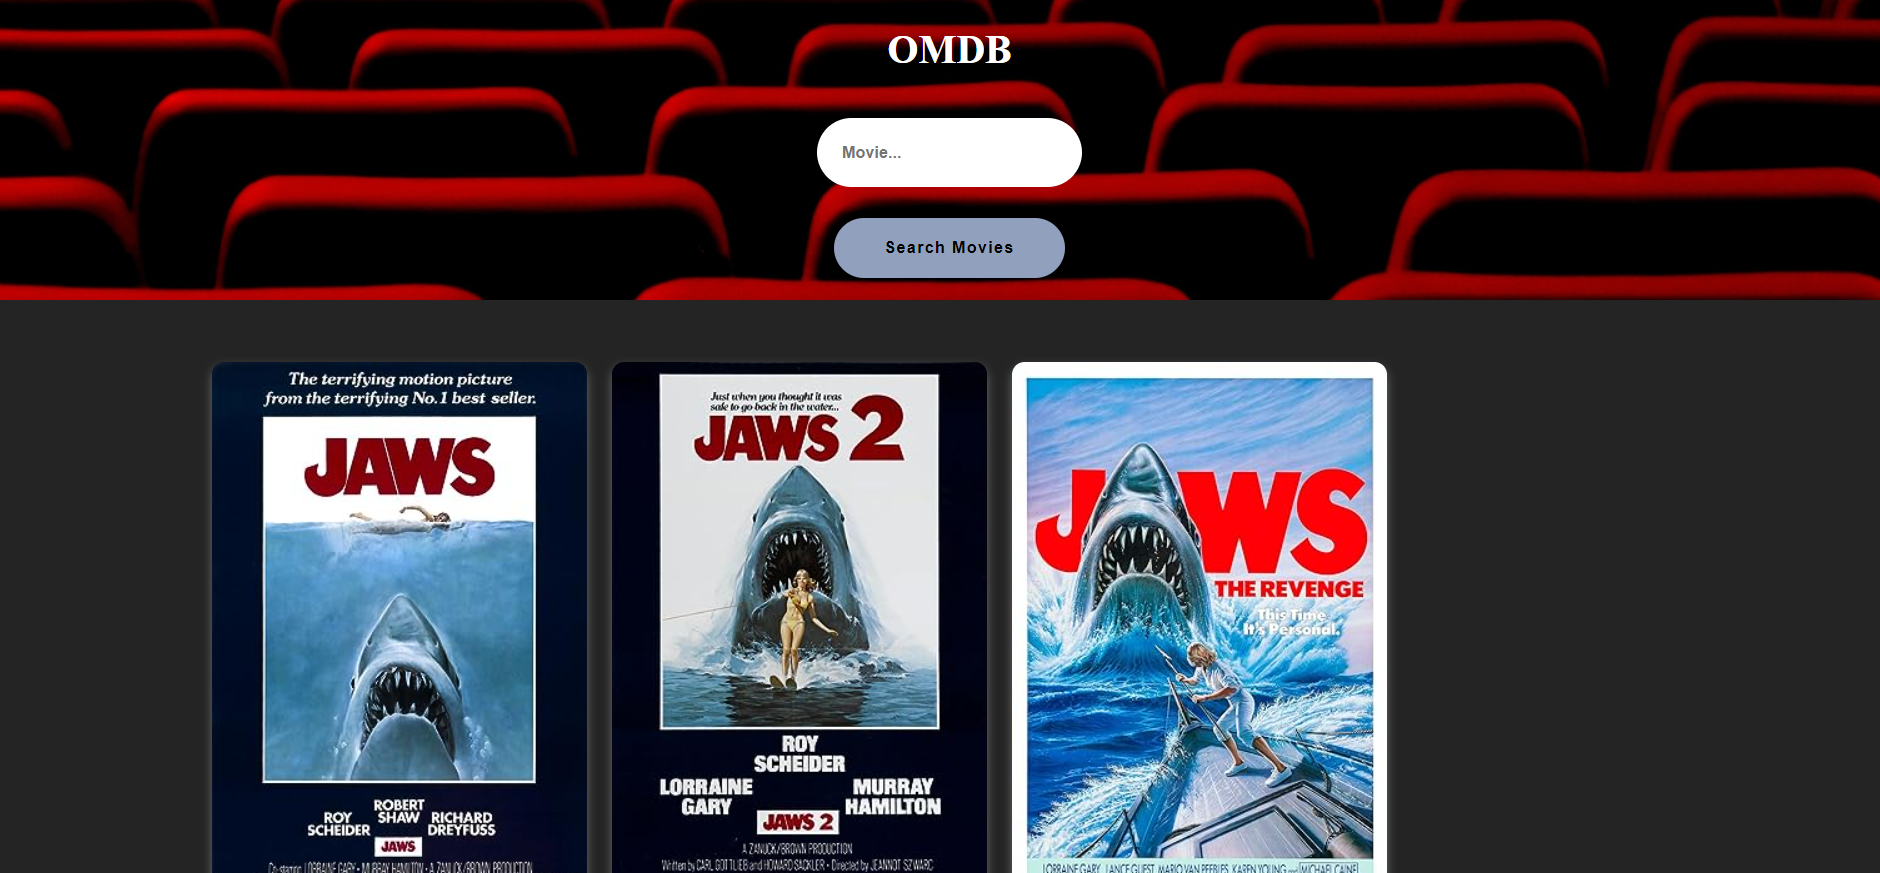 OMDB
Movie...
Search Movies
The terrifying motion picture
from the terrifying No.1 best seller.
JAWS
ROY
SCHEIDER
ROBERT
SHAW
RICHARD
DREYFUSS
JAWS
Co-starring LORRAINE GARY • MURRAY HAMILTON • A ZANUCK/BROWN PRODUCTION
Just when you thought it was
safe to go back in the water...
JAWS 2
ROY
SCHEIDER
LORRAINE
GARY
MURRAY
HAMILTON
JAWS 2
A ZANUCK/BROWN PRODUCTION
Written by CARL GOTTLIEB and HOWARD SACKLER • Directed by JEANNOT SZWARC
JAWS
THE REVENGE
This Time
It's Personal.
LORRAINE GARY LANCE GUEST MARIO VAN PEEBLES KAREN YOUNG and MICHAEL CAINE